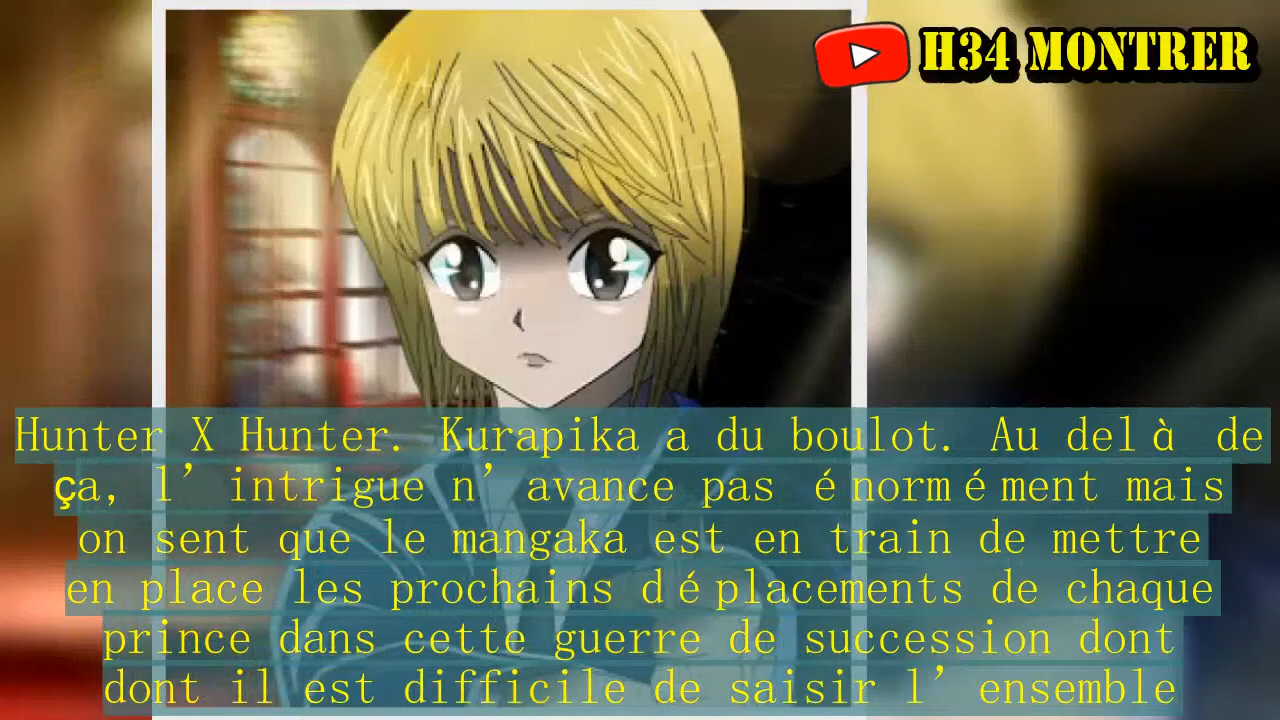 H34 MONTRER
Hunter X Hunter. Kurapika a du boulot. Au delà de
ça, l’intrigue n’avance pas énormément mais
on sent que le mangaka est en train de mettre
en place les prochains déplacements de chaque
prince dans cette guerre de succession dont
dont il est difficile de saisir l’ensemble